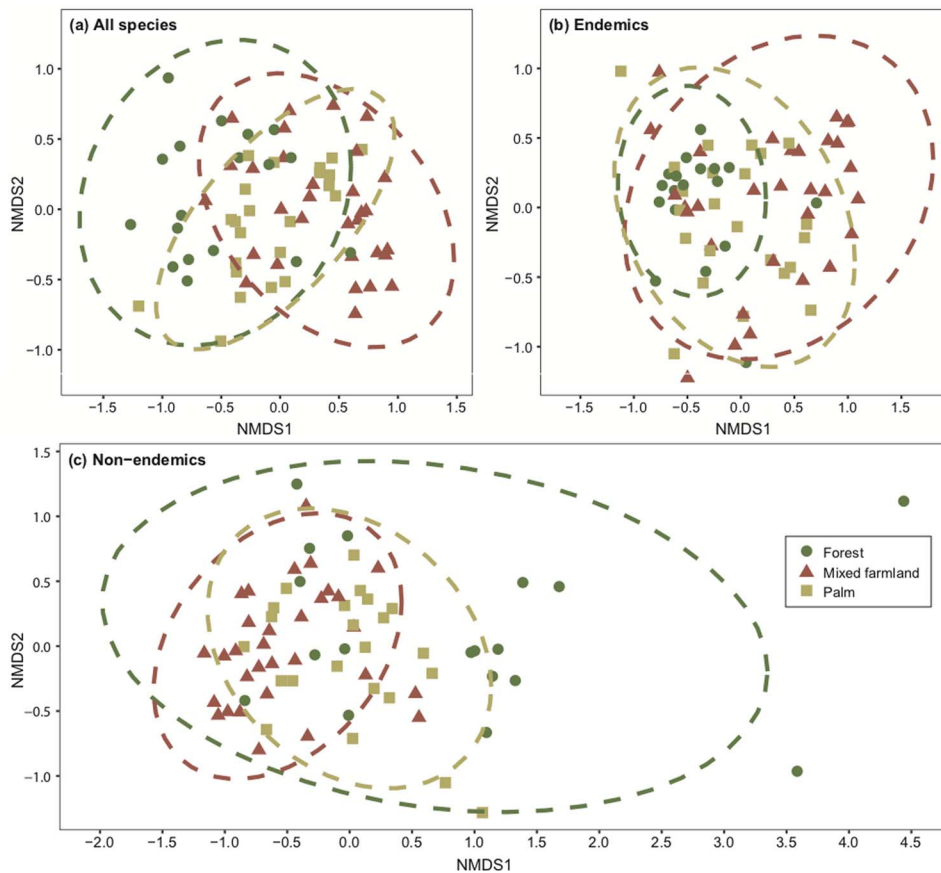 (a) All species
1.0
0.5
0.0
−0.5
−1.0
NMDS2
−1.5 −1.0 −0.5 0.0 0.5 1.0 1.5
NMDS1
(b) Endemics
1.0
0.5
0.0
−0.5
−1.0
NMDS2
−1.5 −1.0 −0.5 0.0 0.5 1.0 1.5
NMDS1
(c) Non−endemics
1.5
1.0
0.5
0.0
−0.5
−1.0
NMDS2
Forest
Mixed farmland
Palm
−2.0 −1.5 −1.0 −0.5 0.0 0.5 1.0 1.5 2.0 2.5 3.0 3.5 4.0 4.5
NMDS1